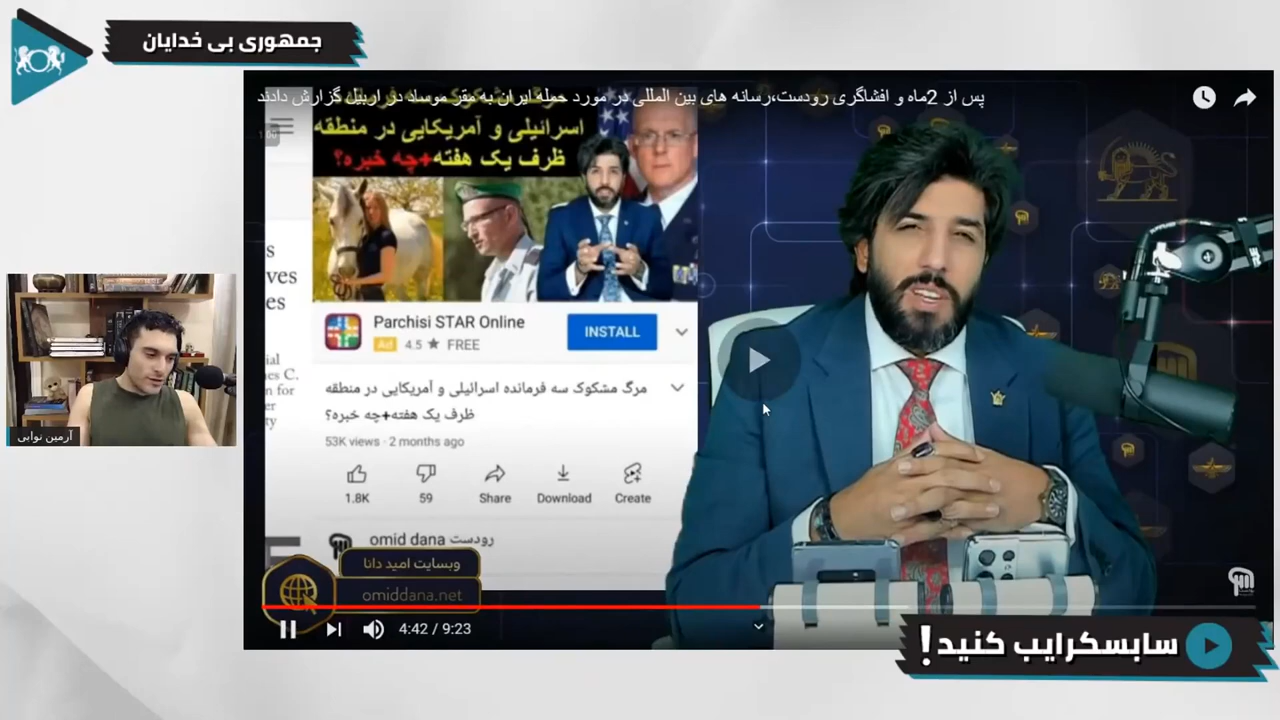 جمهوری بی خدایان
پس از 2ماه و افشاگری رودست،رسانه های بین المللی در مورد حمله ایران به مقر موساد در اربیل گزارش دادند
اسرائیلی و آمریکایی در منطقه
ظرف یک هفته+چه خبره؟
Parchisi STAR Online
Ad 4.5 ★ FREE
INSTALL
مرگ مشکوک سه فرمانده اسرائیلی و آمریکایی در منطقه
ظرف یک هفته+چه خبره؟
53K views · 2 months ago
1.8K
59
Share
Download
Create
omid dana رودست
وبسایت امید دانا
omiddana.net
4:42 / 9:23
آرمین نوابی
سابسکرایب کنید!